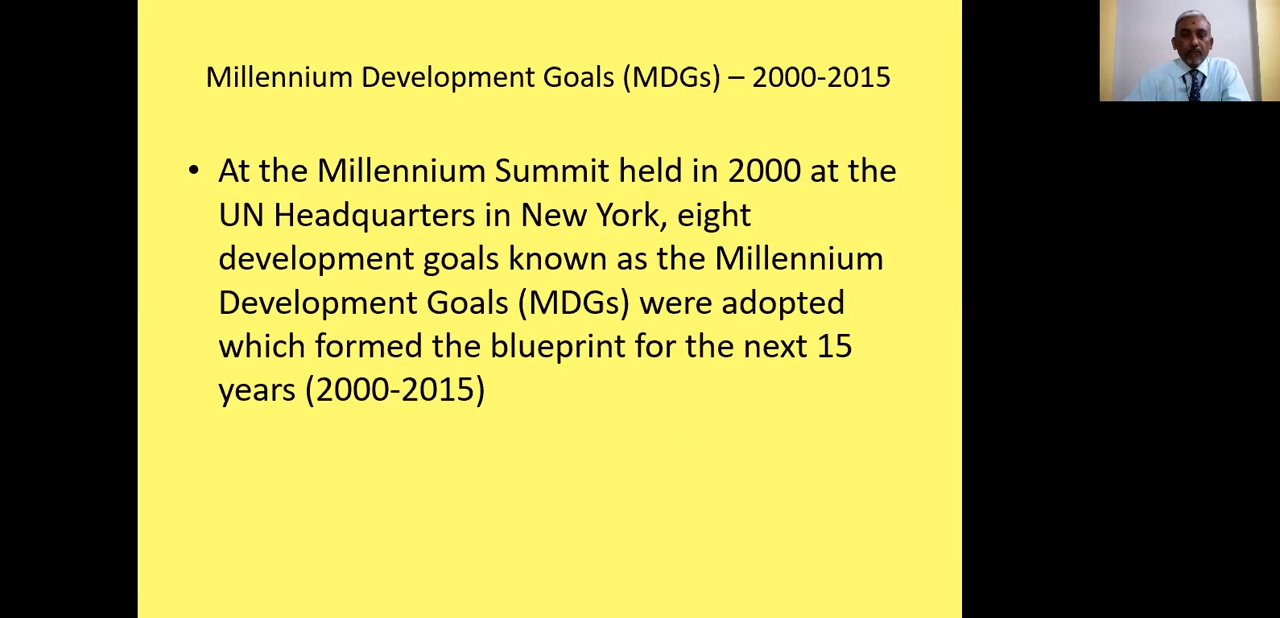 Millennium Development Goals (MDGs) – 2000-2015
• At the Millennium Summit held in 2000 at the
UN Headquarters in New York, eight
development goals known as the Millennium
Development Goals (MDGs) were adopted
which formed the blueprint for the next 15
years (2000-2015)